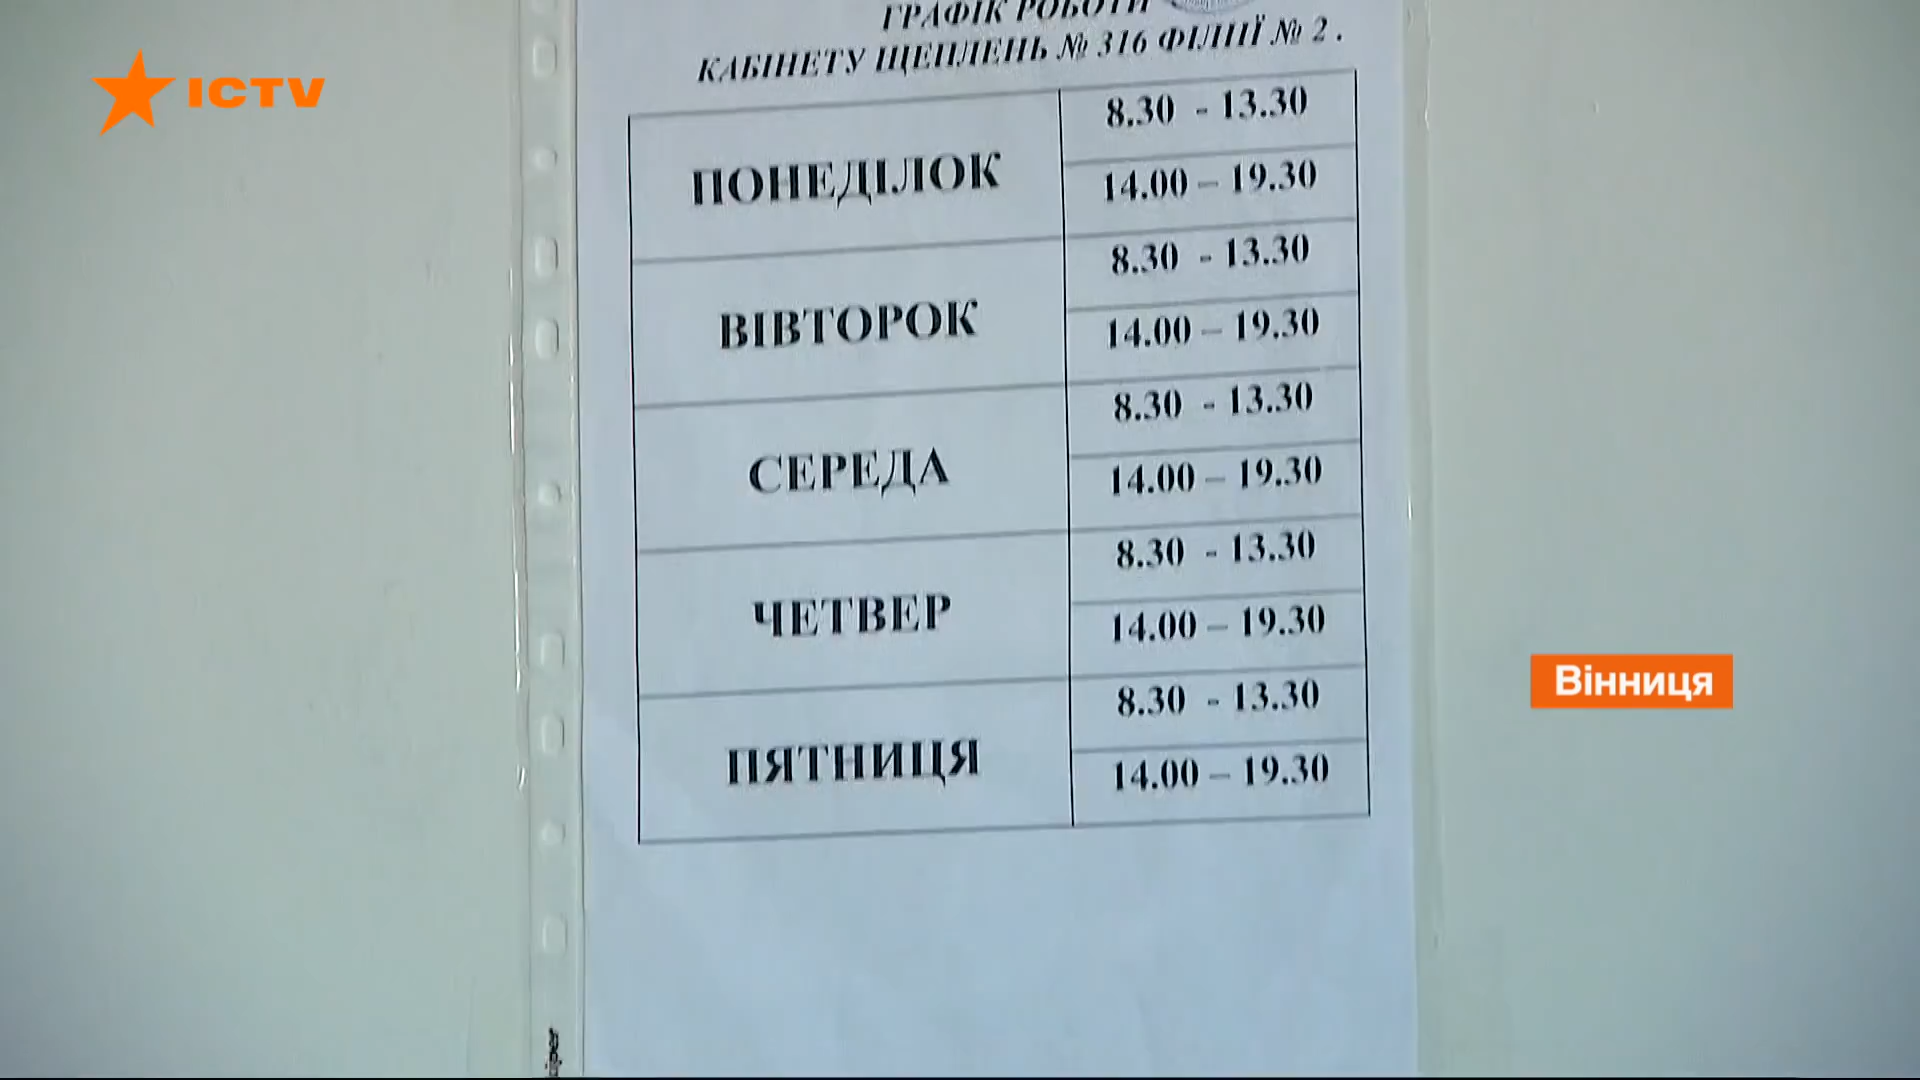 ICTV
ГРАФІК РОБОТИ
КАБІНЕТУ ЩЕПЛЕНЬ № 316 ФІЛІЇ № 2 .
ПОНЕДІЛОК
8.30 - 13.30
14.00 – 19.30
ВІВТОРОК
8.30 - 13.30
14.00 – 19.30
СЕРЕДА
8.30 - 13.30
14.00 – 19.30
ЧЕТВЕР
8.30 - 13.30
14.00 – 19.30
ПЯТНИЦЯ
8.30 - 13.30
14.00 – 19.30
Вінниця